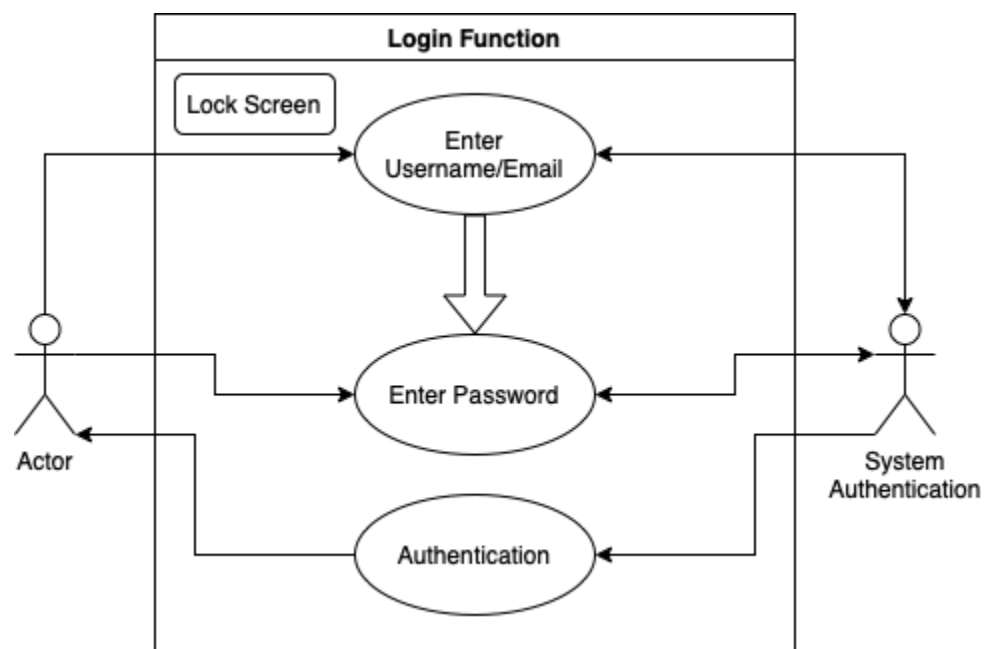 Login Function
Lock Screen
Enter
Username/Email
Enter Password
Actor
System
Authentication
Authentication